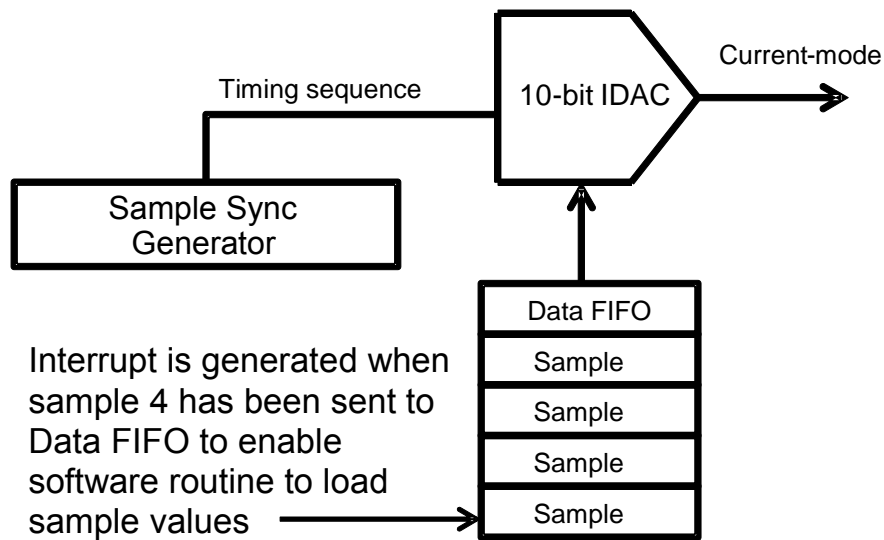 Current-mode
Timing sequence
10-bit IDAC
Sample Sync
Generator
Data FIFO
Sample
Sample
Sample
Sample
Interrupt is generated when
sample 4 has been sent to
Data FIFO to enable
software routine to load
sample values